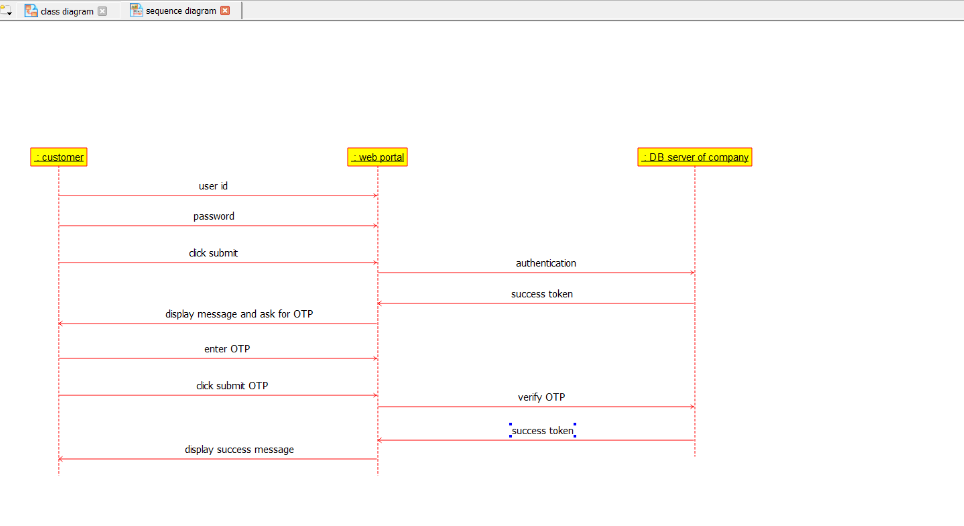 class diagram
sequence diagram
: customer
: web portal
: DB server of company
user id
password
click submit
authentication
success token
display message and ask for OTP
enter OTP
click submit OTP
verify OTP
success token
display success message